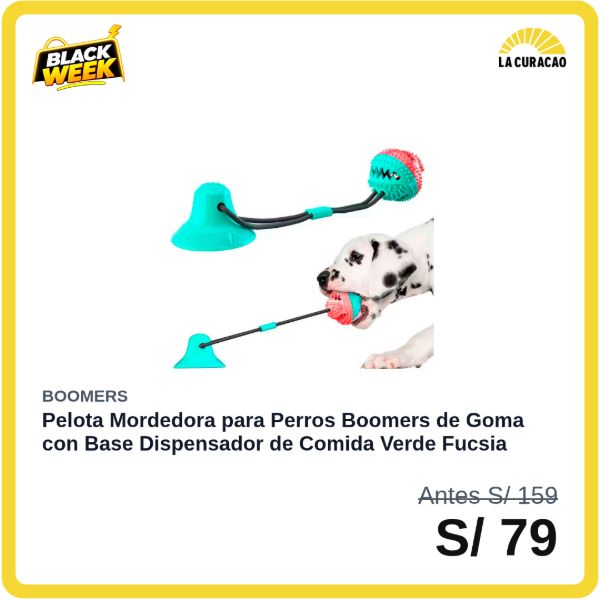 BLACK
WEEK
LA CURACAO
BOOMERS
Pelota Mordedora para Perros Boomers de Goma
con Base Dispensador de Comida Verde Fucsia
Antes S/ 159
S/ 79